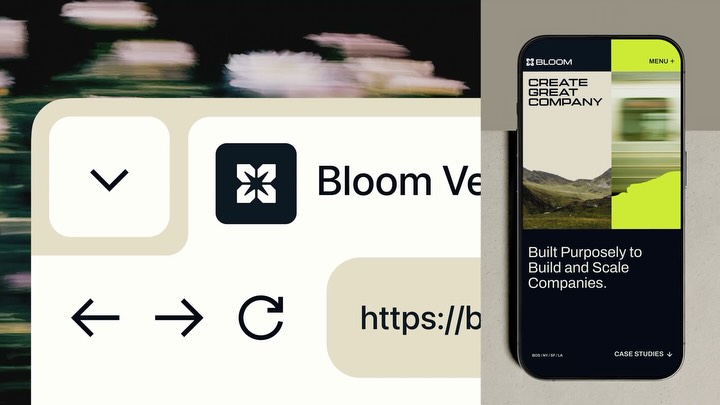 Bloom Ve
https://b
BLOOM
MENU +
CREATE
GREAT
COMPANY
Built Purposely to
Build and Scale
Companies.
BOS / NY / SF / LA
CASE STUDIES ↓